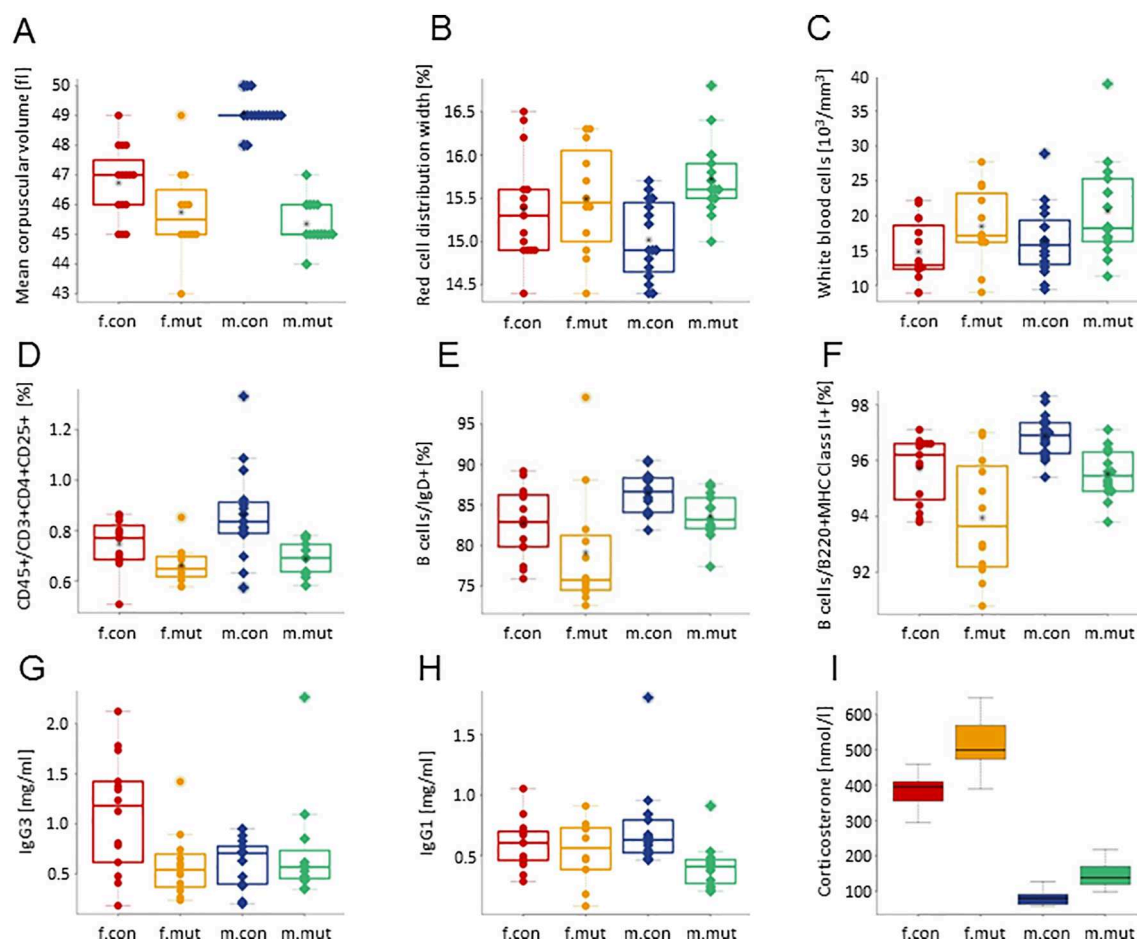 A
Mean corpuscular volume [fl]
50
49
48
47
46
45
44
43
f.con f.mut m.con m.mut
B
Red cell distribution width [%]
16.5
16.0
15.5
15.0
14.5
f.con f.mut m.con m.mut
C
White blood cells [10³/mm³]
40
35
30
25
20
15
10
f.con f.mut m.con m.mut
D
CD45+/CD3+CD4+CD25+ [%]
1.2
1.0
0.8
0.6
f.con f.mut m.con m.mut
E
B cells/IgD+ [%]
95
90
85
80
75
f.con f.mut m.con m.mut
F
B cells/B220+MHC Class II+ [%]
98
96
94
92
f.con f.mut m.con m.mut
G
IgG3 [mg/ml]
2.0
1.5
1.0
0.5
f.con f.mut m.con m.mut
H
IgG1 [mg/ml]
1.5
1.0
0.5
f.con f.mut m.con m.mut
I
Corticosterone [nmol/l]
600
500
400
300
200
100
f.con f.mut m.con m.mut